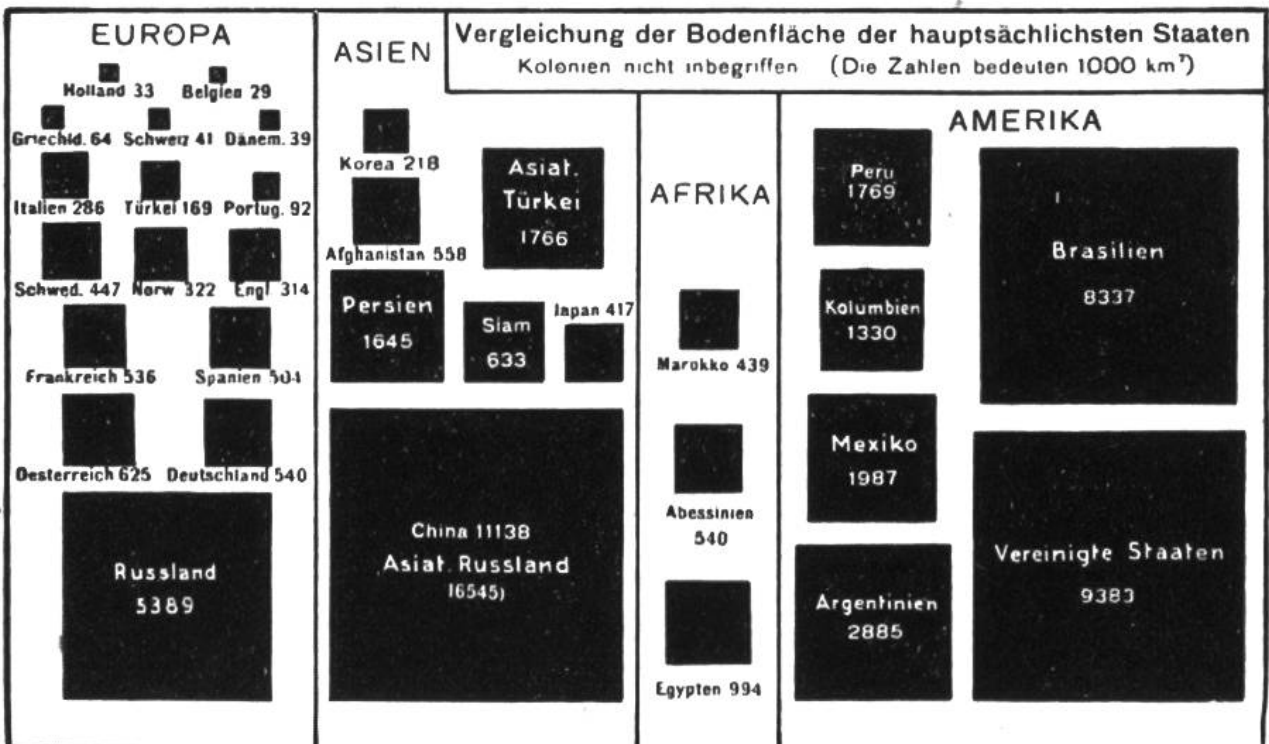 EUROPA
Holland 33 Belgien 29
Griechld. 64 Schweiz 41 Dänem. 39
Italien 286 Türkei 169 Portug. 92
Schwed. 447 Norw 322 Engl 314
Frankreich 536 Spanien 504
Oesterreich 625 Deutschland 540
Russland
5389
ASIEN
Korea 218
Afghanistan 558
Asiat.
Türkei
1766
Persien
1645
Siam
633
Japan 417
China 11138
Asiat. Russland
16545)
Vergleichung der Bodenfläche der hauptsächlichsten Staaten
Kolonien nicht inbegriffen (Die Zahlen bedeuten 1000 km²)
AFRIKA
Marokko 439
Abessinien
540
Egypten 994
AMERIKA
Peru
1769
Kolumbien
1330
Mexiko
1987
Argentinien
2885
Brasilien
8337
Vereinigte Staaten
9383